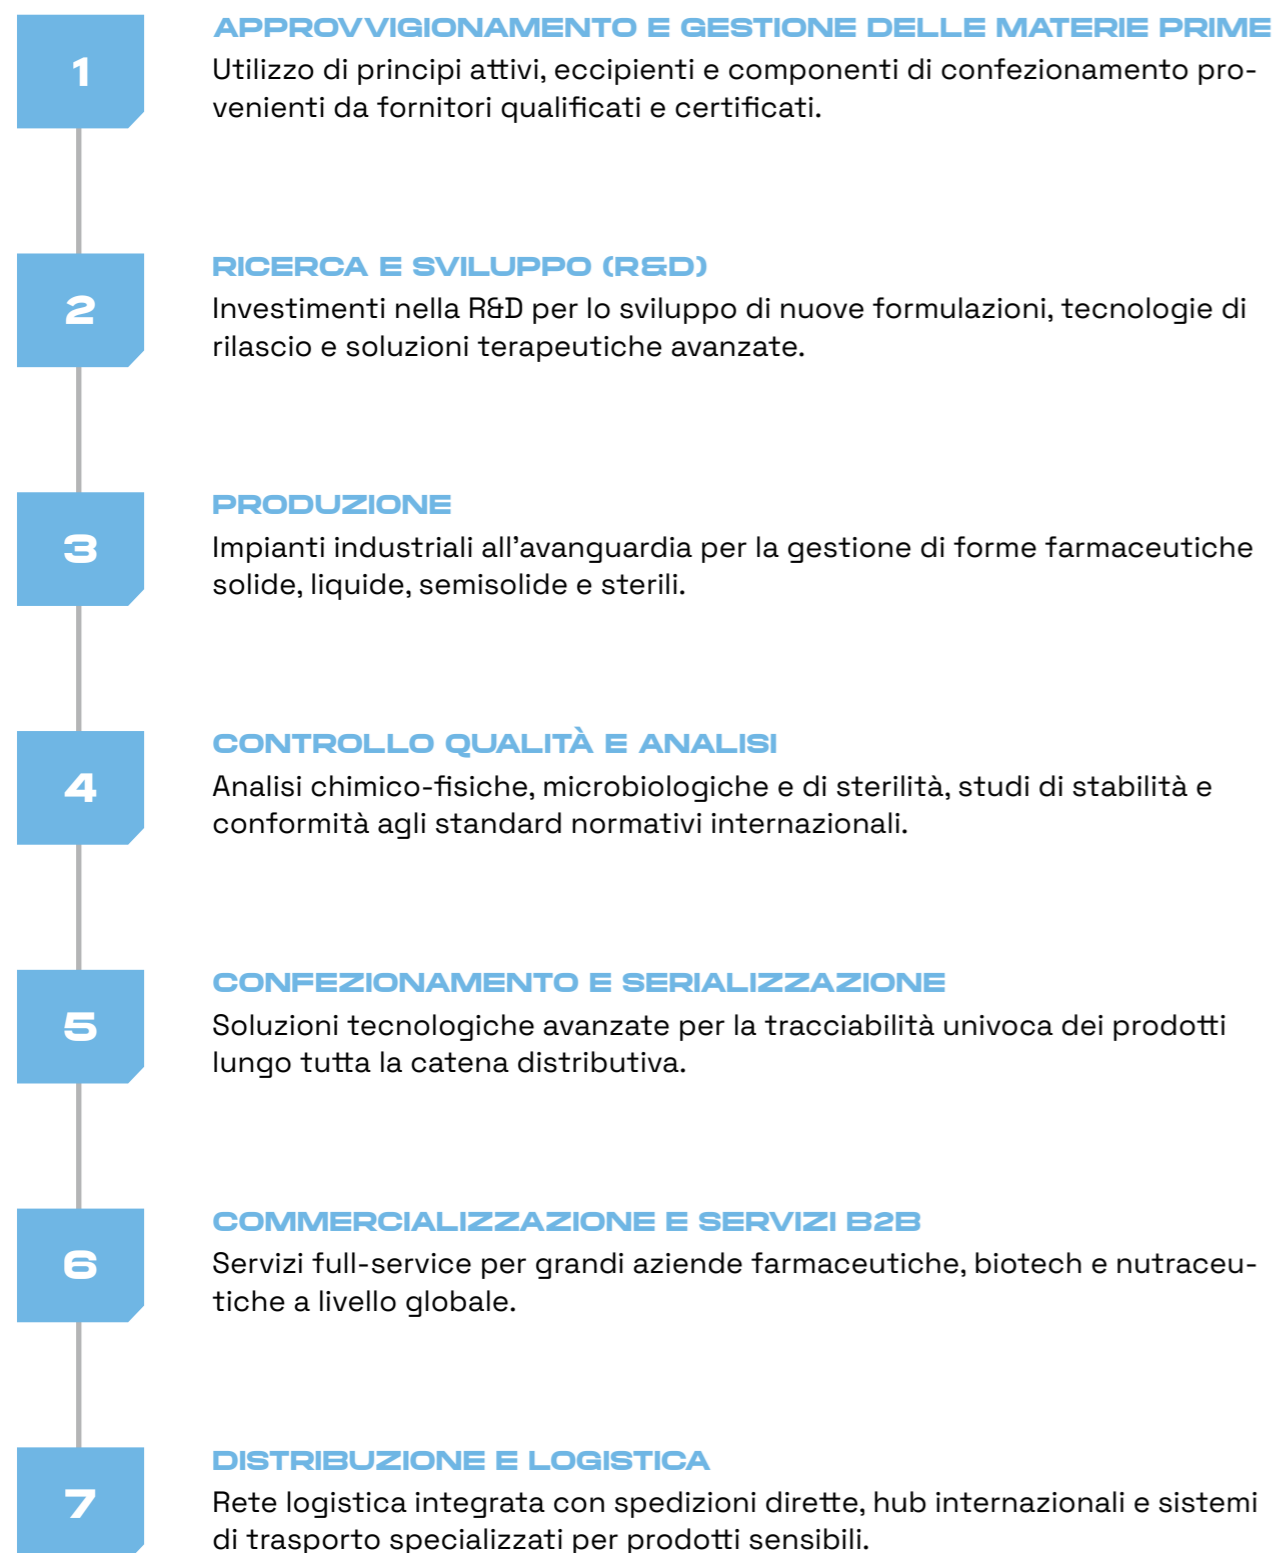 1
APPROVVIGIONAMENTO E GESTIONE DELLE MATERIE PRIME
Utilizzo di principi attivi, eccipienti e componenti di confezionamento pro-
venienti da fornitori qualificati e certificati.
2
RICERCA E SVILUPPO (R&D)
Investimenti nella R&D per lo sviluppo di nuove formulazioni, tecnologie di
rilascio e soluzioni terapeutiche avanzate.
3
PRODUZIONE
Impianti industriali all’avanguardia per la gestione di forme farmaceutiche
solide, liquide, semisolide e sterili.
4
CONTROLLO QUALITÀ E ANALISI
Analisi chimico-fisiche, microbiologiche e di sterilità, studi di stabilità e
conformità agli standard normativi internazionali.
5
CONFEZIONAMENTO E SERIALIZZAZIONE
Soluzioni tecnologiche avanzate per la tracciabilità univoca dei prodotti
lungo tutta la catena distributiva.
6
COMMERCIALIZZAZIONE E SERVIZI B2B
Servizi full-service per grandi aziende farmaceutiche, biotech e nutraceu-
tiche a livello globale.
7
DISTRIBUZIONE E LOGISTICA
Rete logistica integrata con spedizioni dirette, hub internazionali e sistemi
di trasporto specializzati per prodotti sensibili.